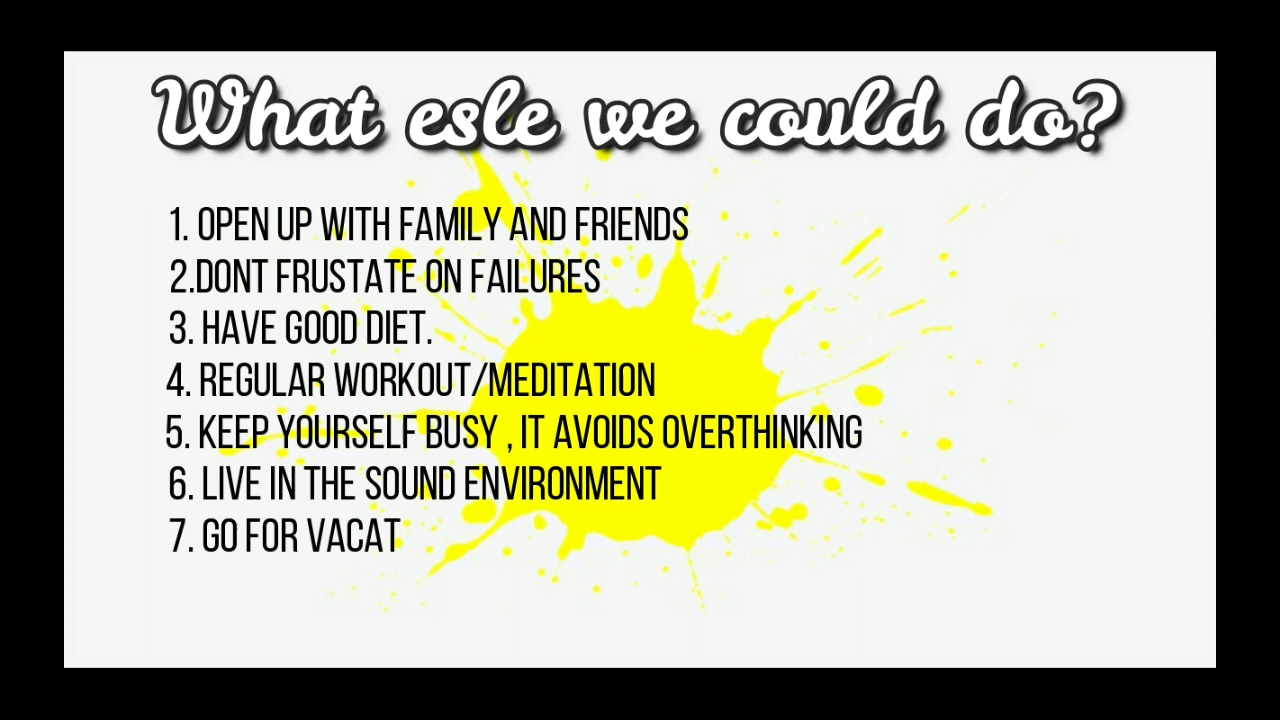 What esle we could do?
1. OPEN UP WITH FAMILY AND FRIENDS
2.DONT FRUSTATE ON FAILURES
3. HAVE GOOD DIET.
4. REGULAR WORKOUT/MEDITATION
5. KEEP YOURSELF BUSY , IT AVOIDS OVERTHINKING
6. LIVE IN THE SOUND ENVIRONMENT
7. GO FOR VACAT